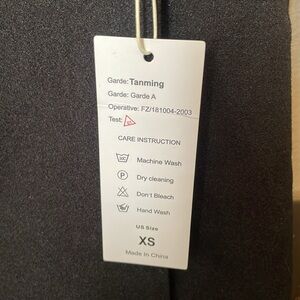 Garde: Tanming
Garde: Garde A
Operative: FZ/181004-2003
Test:
CARE INSTRUCTION
Machine Wash
P Dry cleaning
Don't Bleach
Hand Wash
US Size
XS
Made In China